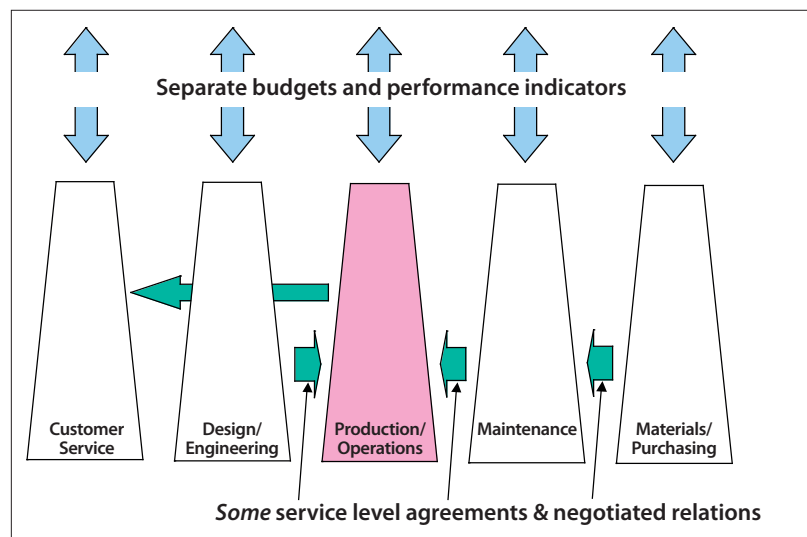 Separate budgets and performance indicators
Customer
Service
Design/
Engineering
Production/
Operations
Maintenance
Materials/
Purchasing
Some service level agreements & negotiated relations